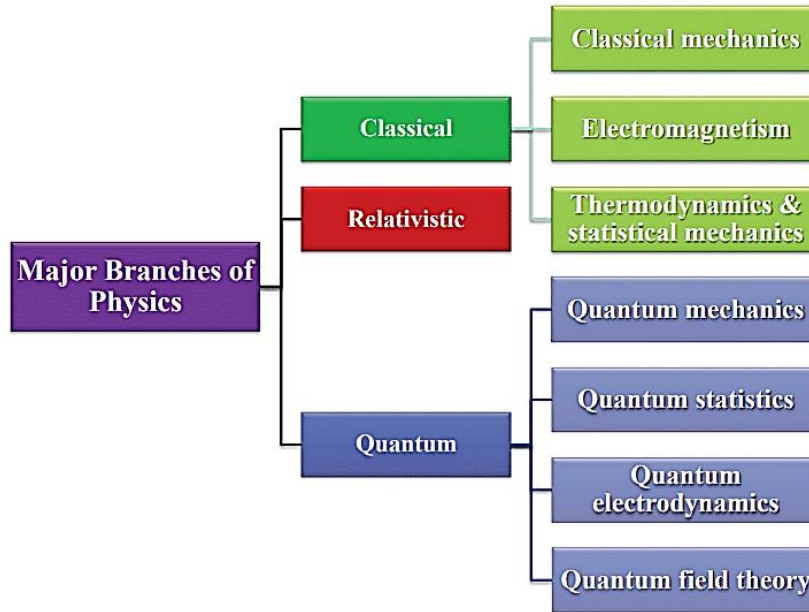 Major Branches of
Physics
Classical
Classical mechanics
Electromagnetism
Thermodynamics &
statistical mechanics
Relativistic
Quantum
Quantum mechanics
Quantum statistics
Quantum
electrodynamics
Quantum field theory